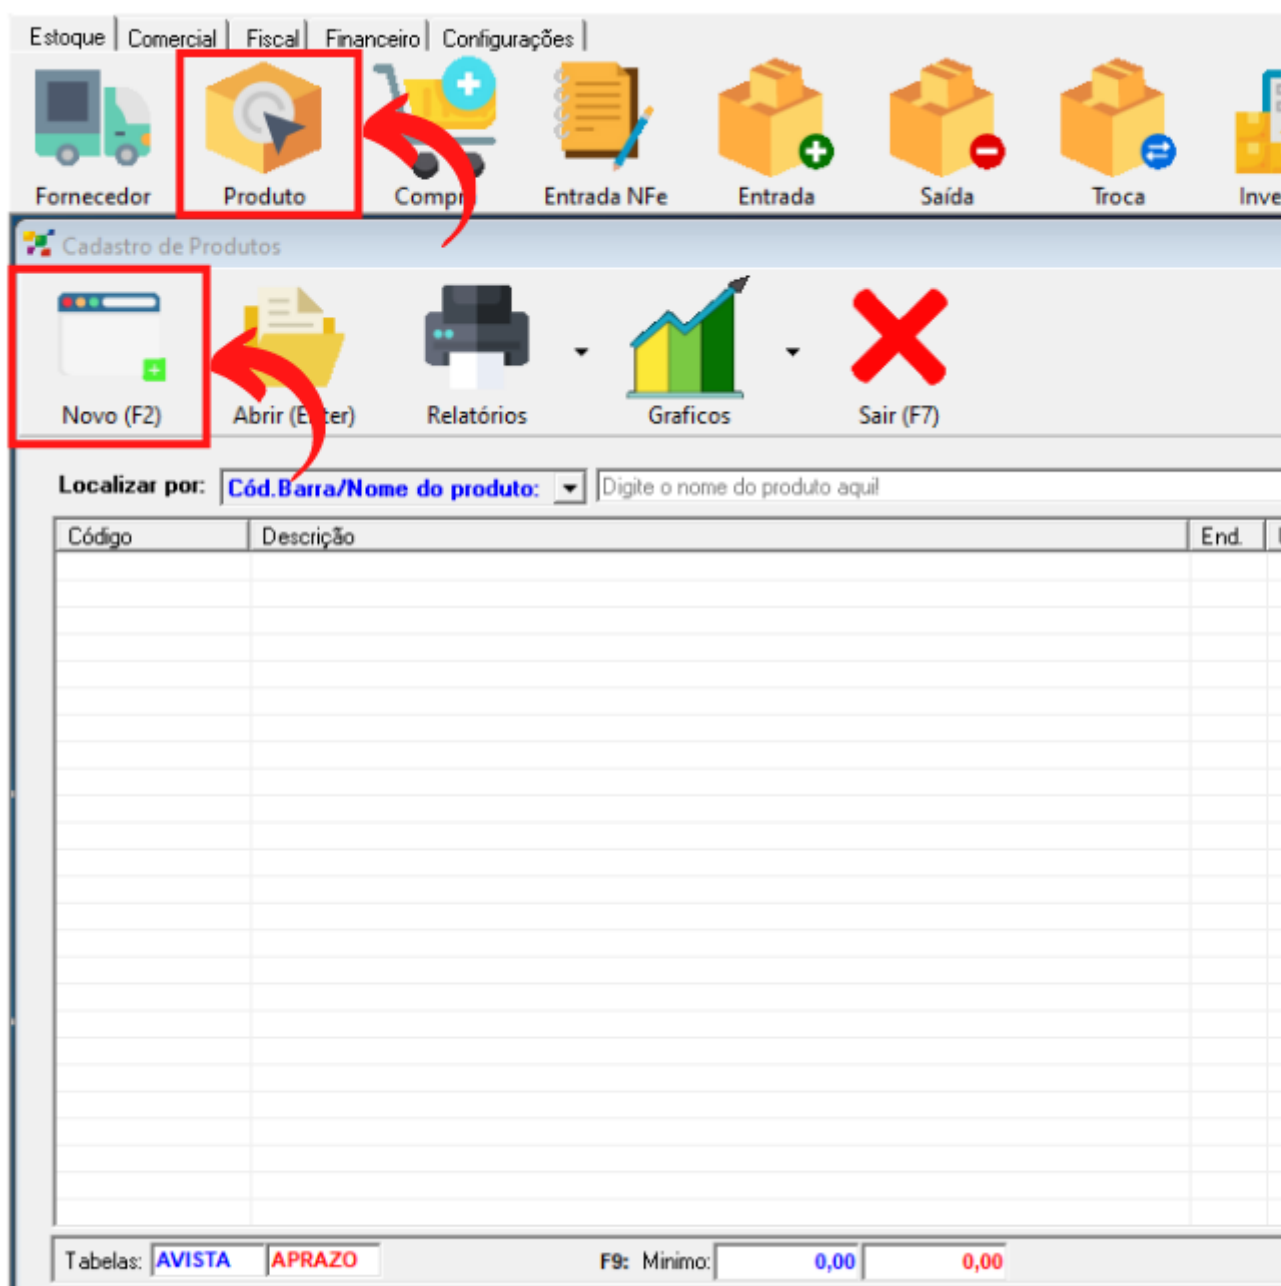 Estoque Comercial Fiscal Financeiro Configurações
Fornecedor Produto Entrada NFe Entrada Saída Troca
Cadastro de Produtos
Novo (F2) Abrir Relatórios Graficos Sair (F7)
Localizar por: Cód.Barra/Nome do produto: Digite o nome do produto aqui!
Código Descrição End.
Tabelas: AVISTA APRAZO F9: Minimo: 0,00 0,00